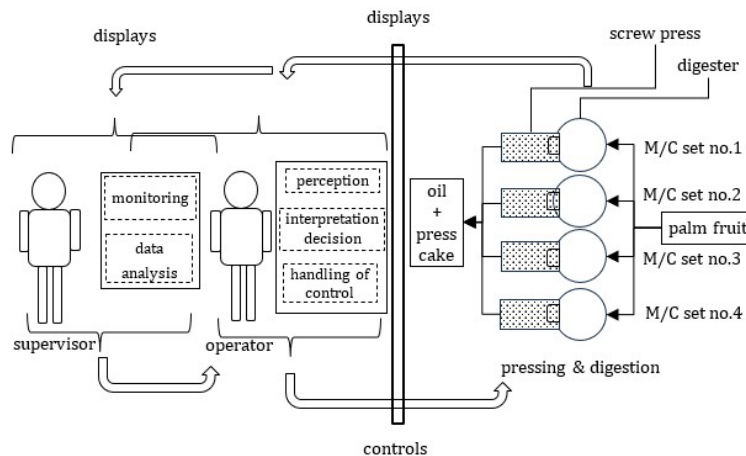 displays
displays
screw press
digester
M/C set no.1
monitoring
perception
M/C set no.2
interpretation
decision
oil
+
press
cake
palm fruit
data
analysis
M/C set no.3
handling of
control
M/C set no.4
supervisor
operator
pressing & digestion
controls